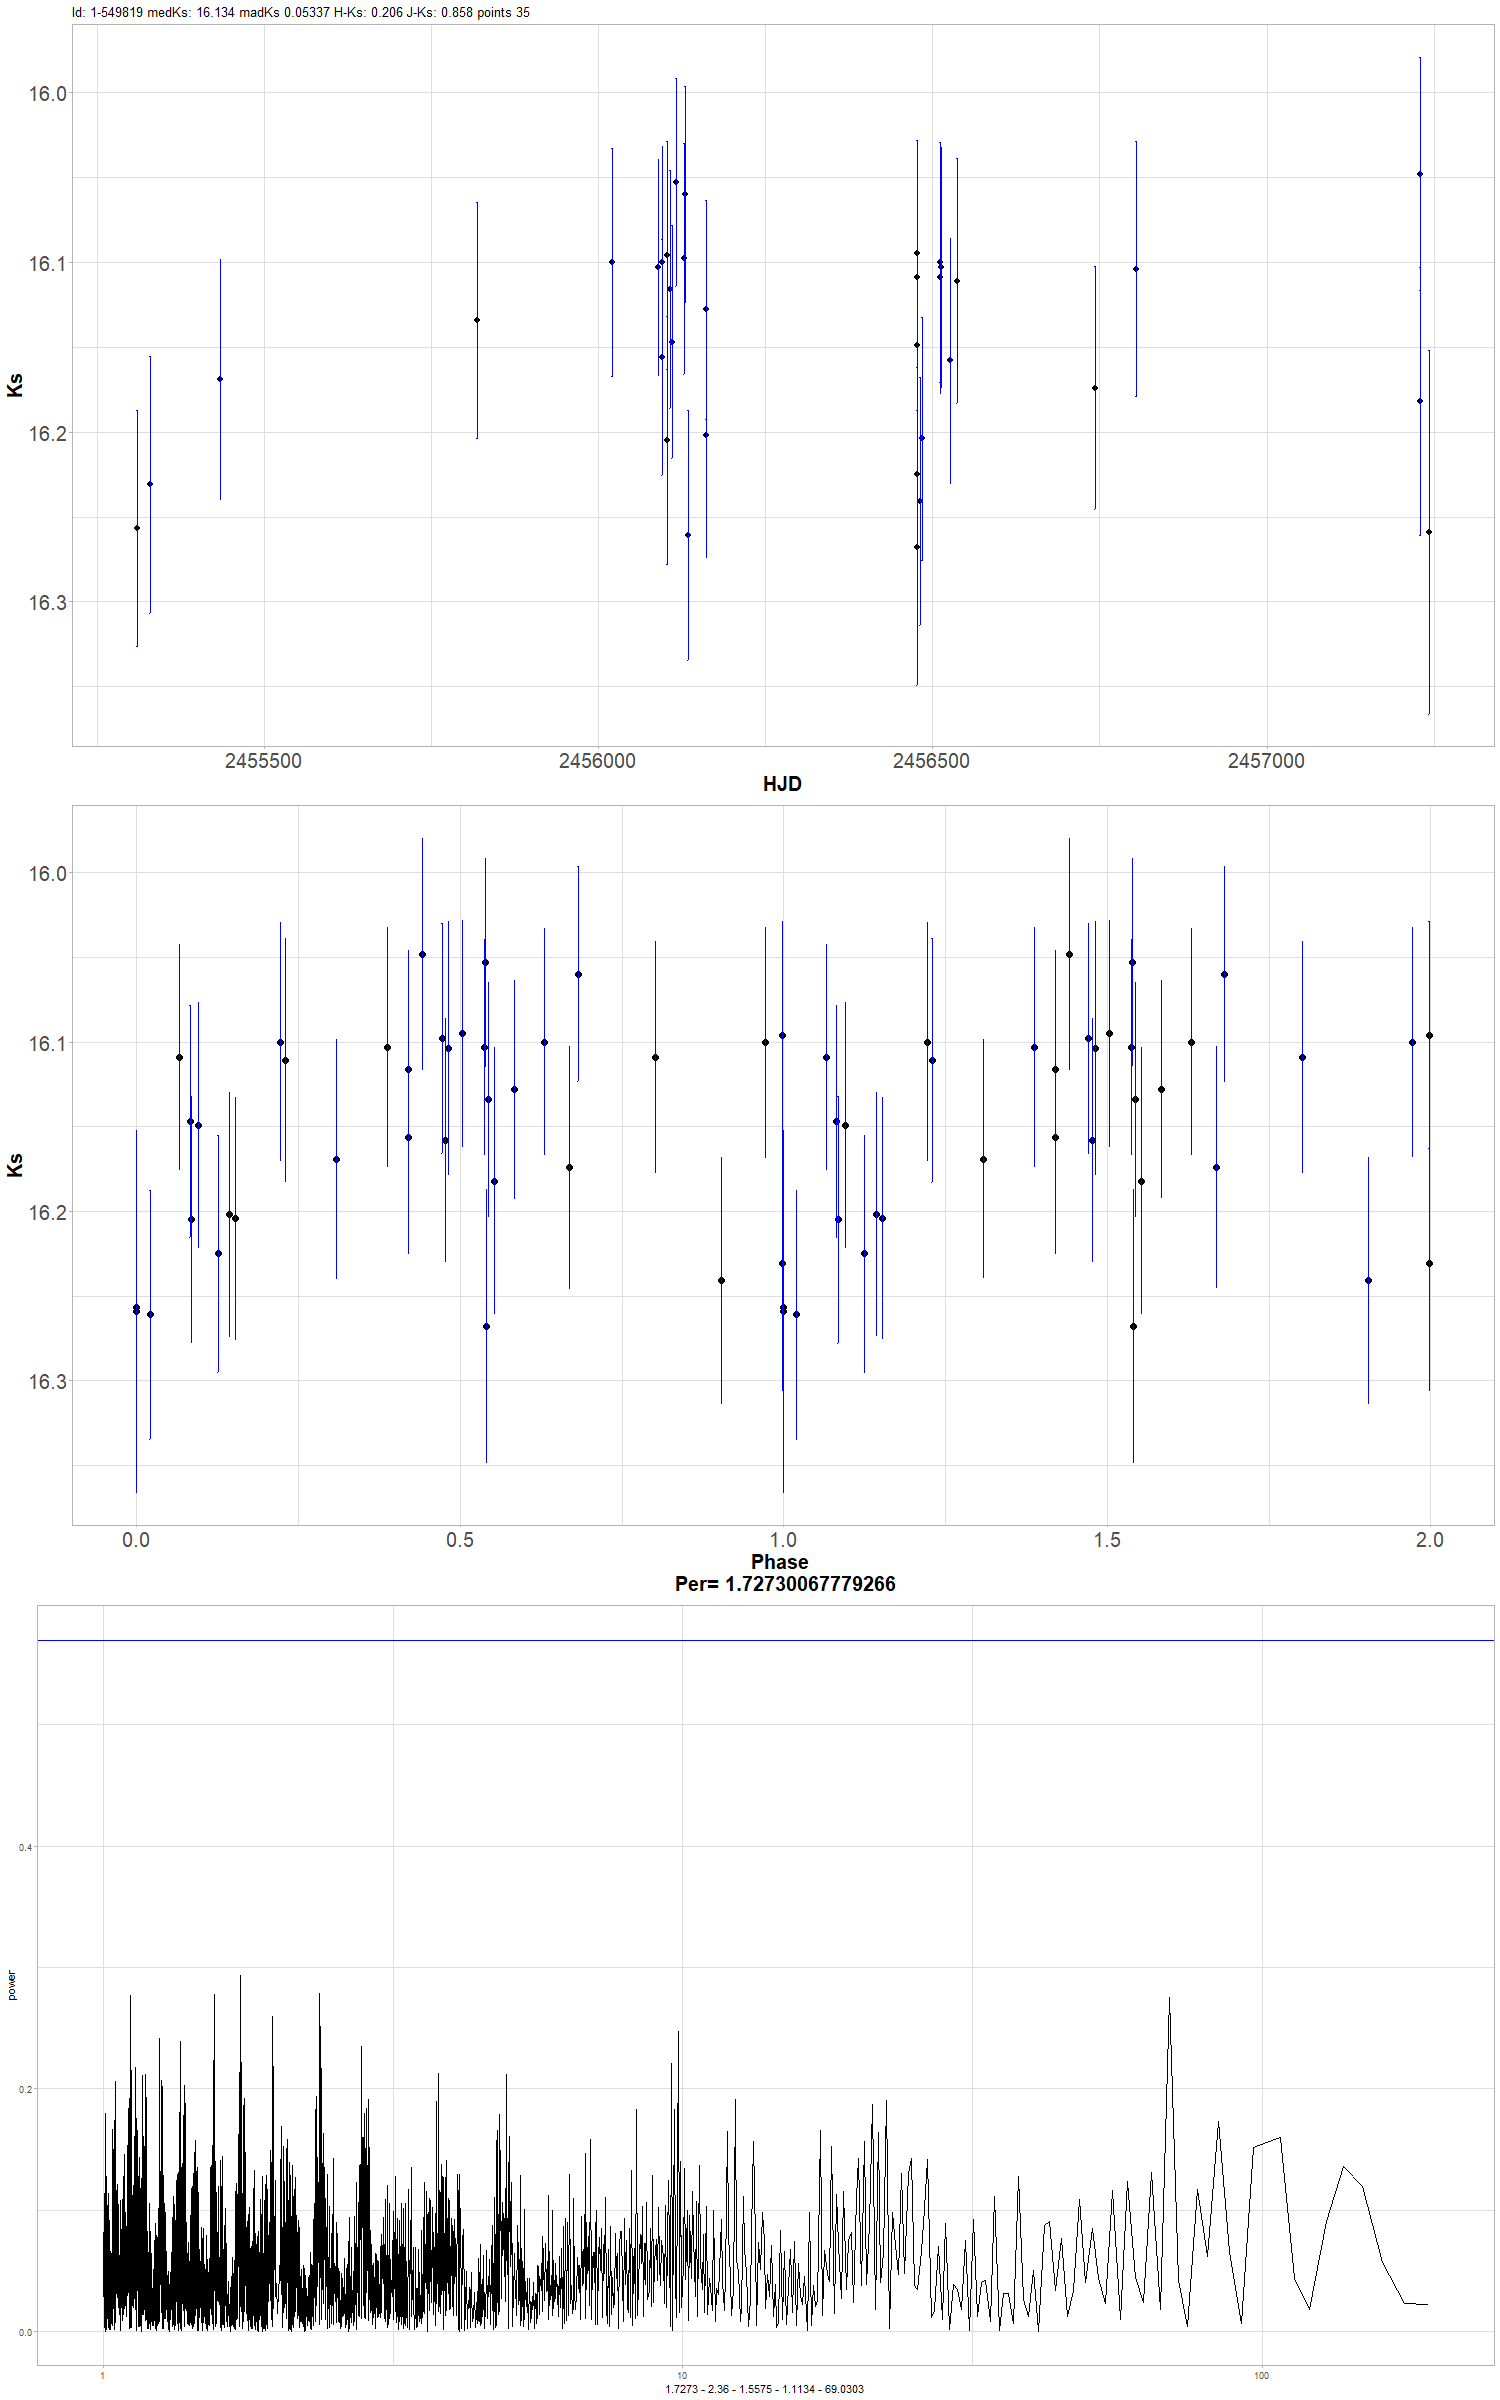 Id: 1-549819 medKs: 16.134 madKs 0.05337 H-Ks: 0.206 J-Ks: 0.858 points 35
16.0
16.1
16.2
16.3
Ks
2455500 2456000 2456500 2457000
HJD
16.0
16.1
16.2
16.3
Ks
0.0 0.5 1.0 1.5 2.0
Phase
Per= 1.72730067779266
0.4
0.2
0.0
power
1 10 100
1.7273 - 2.36 - 1.5575 - 1.1134 - 69.0303